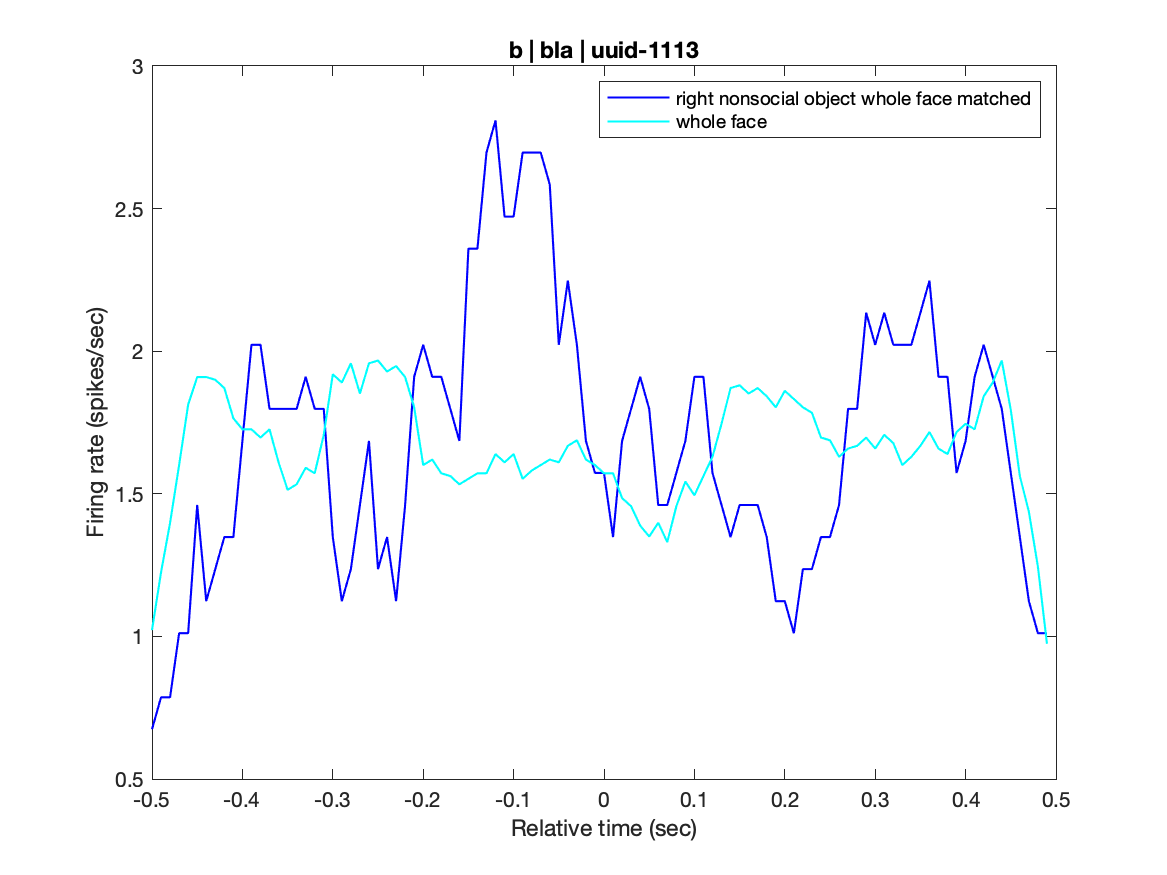 b | bla | uuid-1113
right nonsocial object whole face matched
whole face
3
2.5
2
1.5
1
0.5
Firing rate (spikes/sec)
-0.5 -0.4 -0.3 -0.2 -0.1 0 0.1 0.2 0.3 0.4 0.5
Relative time (sec)